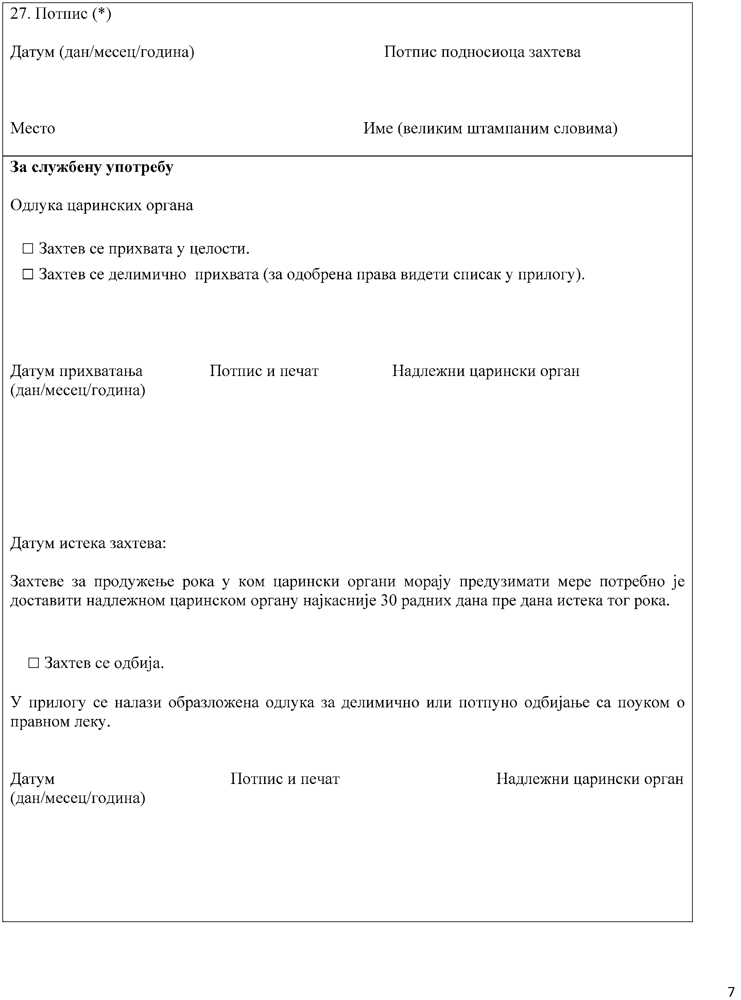 27. Потпис (*)
Датум (дан/месец/година) Потпис подносиоца захтева
Место Име (великим штампаним словима)
За службену употребу
Одлука царинских органа
☐ Захтев се прихвата у целости.
☐ Захтев се делимично прихвата (за одобрена права видети списак у прилогу).
Датум прихватања Потпис и печат Надлежни царински орган
(дан/месец/година)
Датум истека захтева:
Захтеве за продужење рока у ком царински органи морају предузимати мере потребно је
доставити надлежном царинском органу најкасније 30 радних дана пре дана истека тог рока.
☐ Захтев се одбија.
У прилогу се налази образложена одлука за делимично или потпуно одбијање са поуком о
правном леку.
Датум Потпис и печат Надлежни царински орган
(дан/месец/година)
7